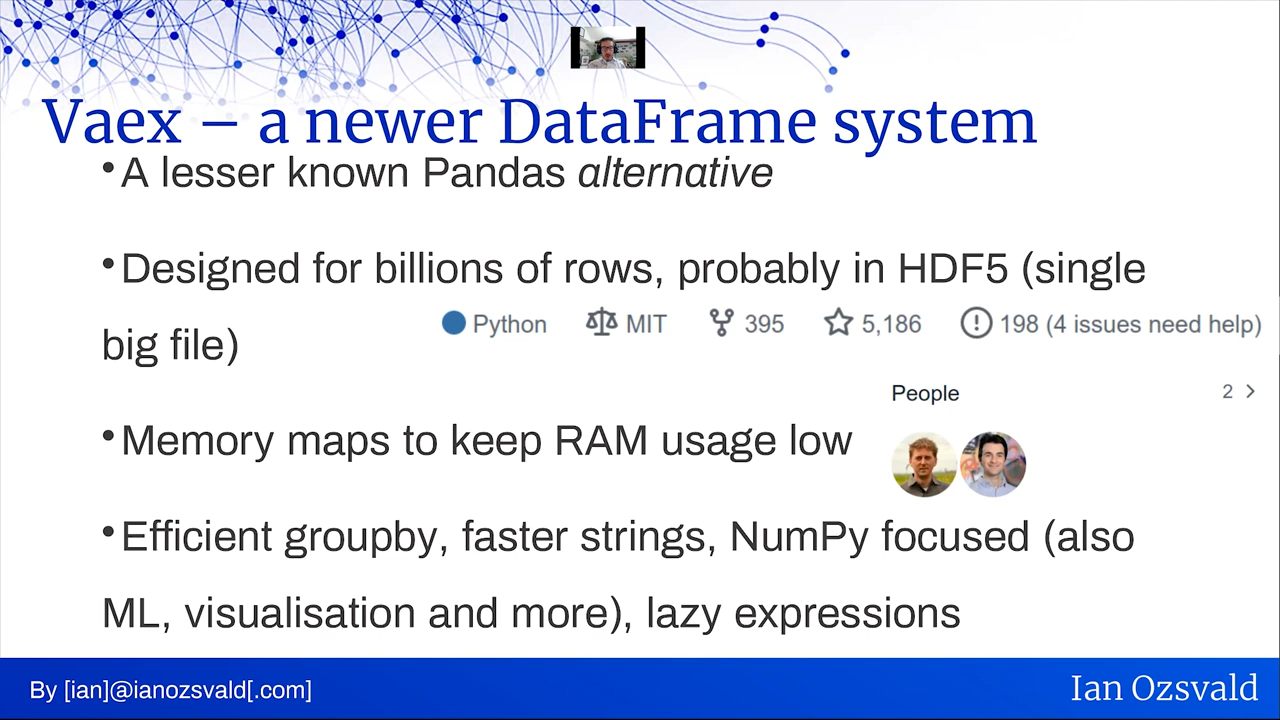 Vaex – a newer DataFrame system
•A lesser known Pandas alternative
•Designed for billions of rows, probably in HDF5 (single
big file)
Python MIT 395 5,186 198 (4 issues need help)
People 2
•Memory maps to keep RAM usage low
•Efficient groupby, faster strings, NumPy focused (also
ML, visualisation and more), lazy expressions
By [ian]@ianozsvald[.com]
Ian Ozsvald